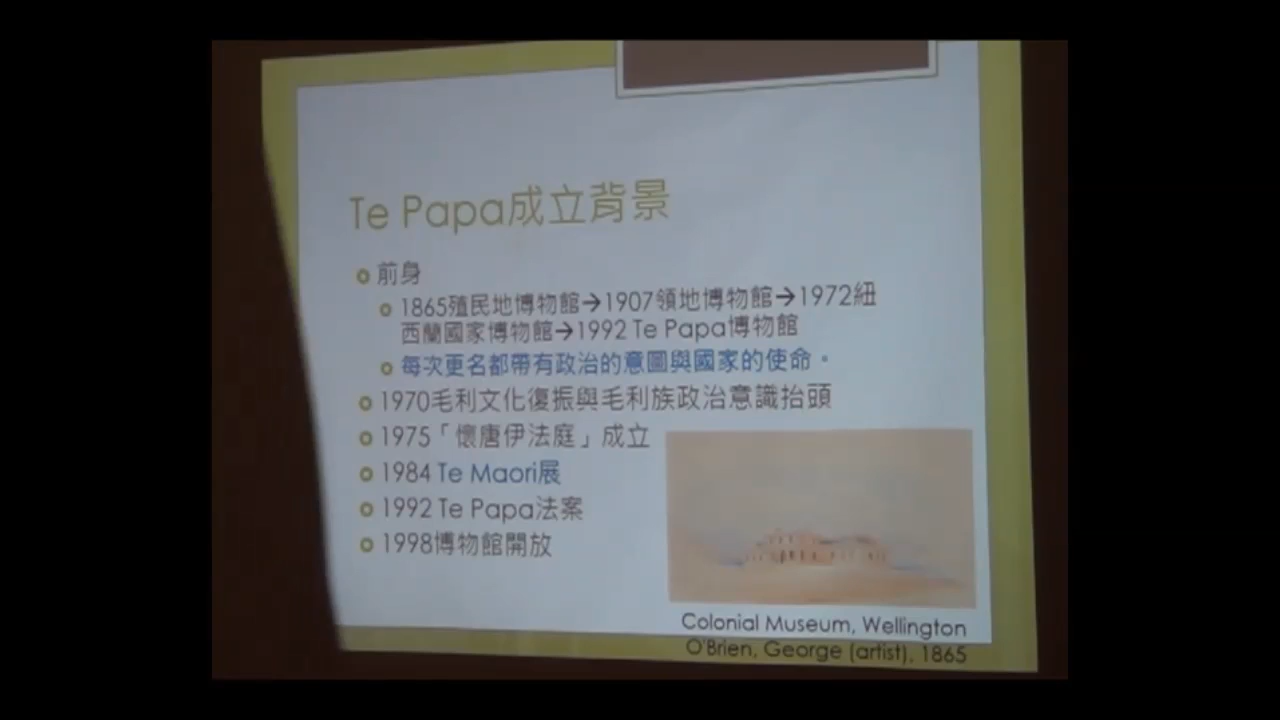 Te Papa成立背景
前身
1865殖民地博物館→1907領地博物館→1972紐
西蘭國家博物館→1992 Te Papa博物館
每次更名都帶有政治的意圖與國家的使命。
1970毛利文化復振與毛利族政治意識抬頭
1975「懷唐伊法庭」成立
1984 Te Maori展
1992 Te Papa法案
1998博物館開放
Colonial Museum, Wellington
O'Brien, George (artist), 1865